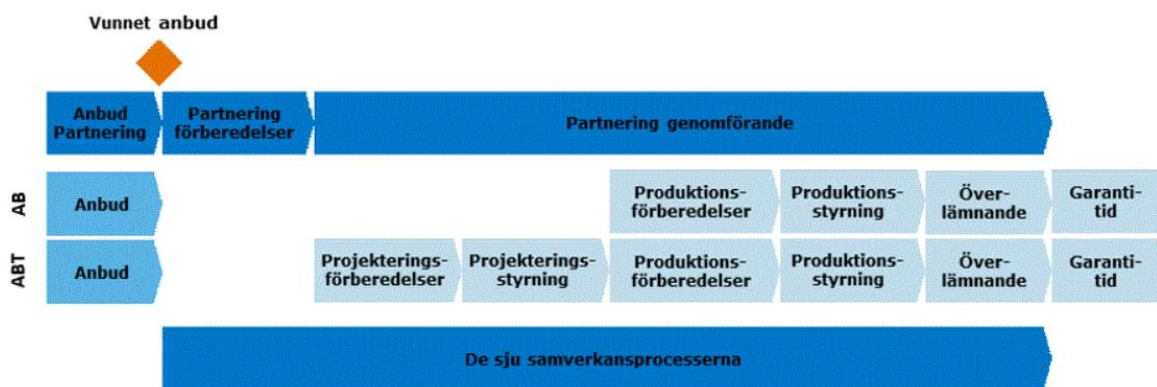 Vunnet anbud
Anbud
Partnering
Partnering
förberedelser
Partnering genomförande
AB
Anbud
Produktions-
förberedelser
Produktions-
styrning
Över-
lämnande
Garanti-
tid
ABT
Anbud
Projekterings-
förberedelser
Projekterings-
styrning
Produktions-
förberedelser
Produktions-
styrning
Över-
lämnande
Garanti-
tid
De sju samverkansprocesserna